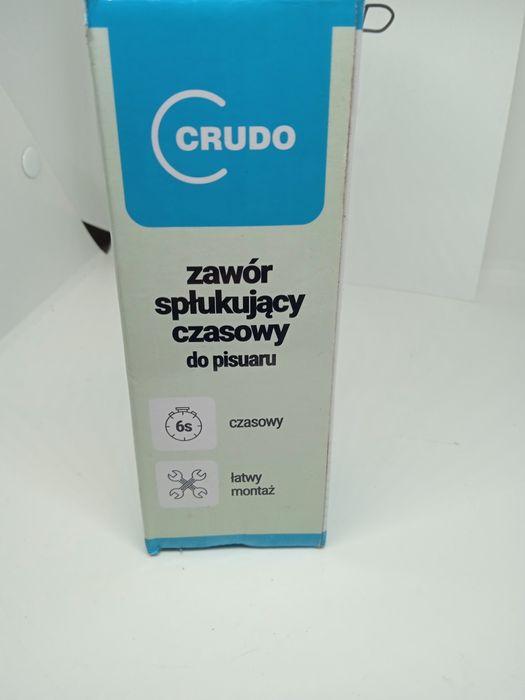 CRUDO
zawór
spłukujący
czasowy
do pisuaru
6s
czasowy
łatwy
montaż